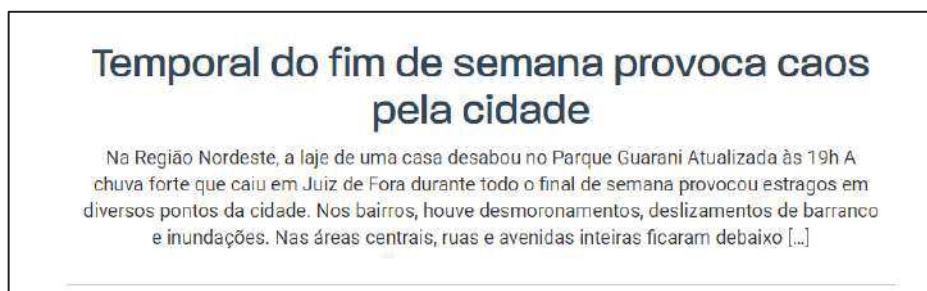 Temporal do fim de semana provoca caos
pela cidade
Na Região Nordeste, a laje de uma casa desabou no Parque Guarani Atualizada às 19h A
chuva forte que caiu em Juiz de Fora durante todo o final de semana provocou estragos em
diversos pontos da cidade. Nos bairros, houve desmoronamentos, deslizamentos de barranco
e inundações. Nas áreas centrais, ruas e avenidas inteiras ficaram debaixo [...]